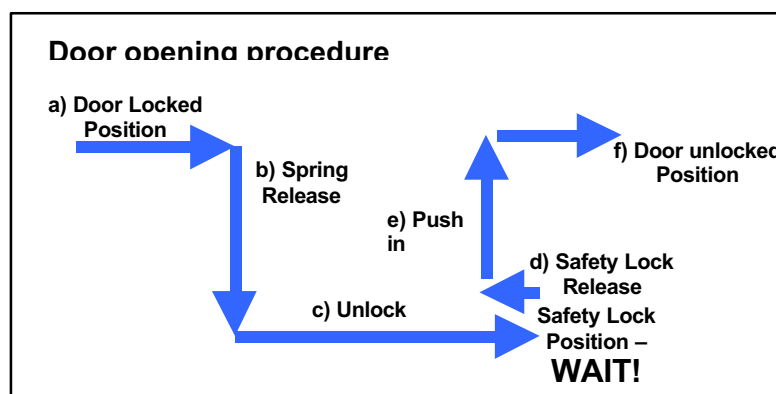 Door opening procedure
a) Door Locked
Position
b) Spring
Release
c) Unlock
Safety Lock
Position –
WAIT!
d) Safety Lock
Release
e) Push
in
f) Door unlocked
Position